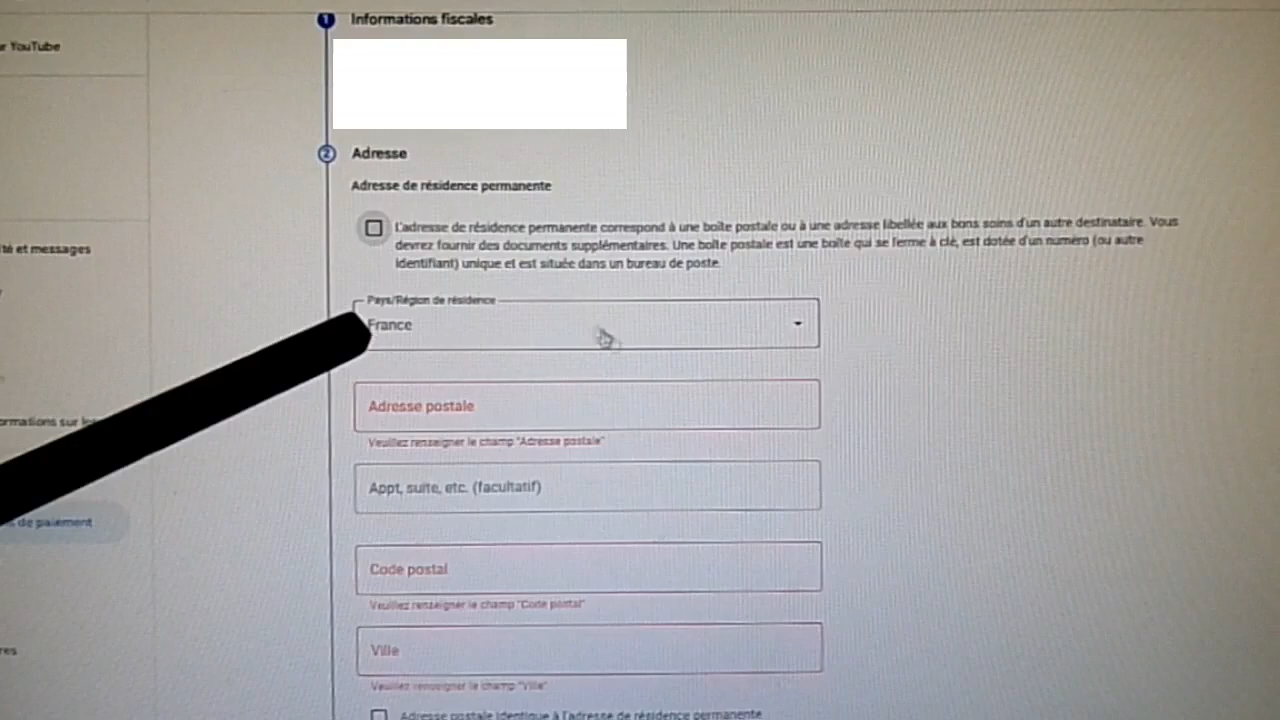 1 Informations fiscales
r YouTube
2 Adresse
Adresse de résidence permanente
L'adresse de résidence permanente correspond à une boîte postale ou à une adresse libellée aux bons soins d'un autre destinataire. Vous
devrez fournir des documents supplémentaires. Une boîte postale est une boîte qui se ferme à clé, est dotée d'un numéro (ou autre
identifiant) unique et est située dans un bureau de poste.
té et messages
Pays/Région de résidence
France
Adresse postale
Veuillez renseigner le champ "Adresse postale"
ormations sur
Appt, suite, etc. (facultatif)
de paiement
Code postal
Veuillez renseigner le champ "Code postal"
Ville
res
Veuillez renseigner le champ "Ville"
Adresse postale identique à l'adresse de résidence permanente